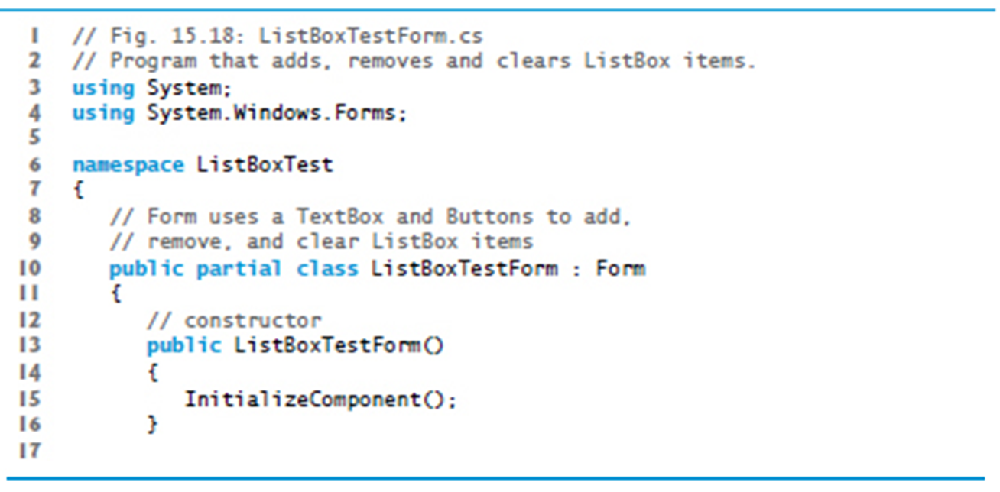 1 // Fig. 15.18: ListBoxTestForm.cs
2 // Program that adds, removes and clears ListBox items.
3 using System;
4 using System.Windows.Forms;
5
6 namespace ListBoxTest
7 {
8 // Form uses a TextBox and Buttons to add,
9 // remove, and clear ListBox items
10 public partial class ListBoxTestForm : Form
11 {
12 // constructor
13 public ListBoxTestForm()
14 {
15 InitializeComponent();
16 }
17